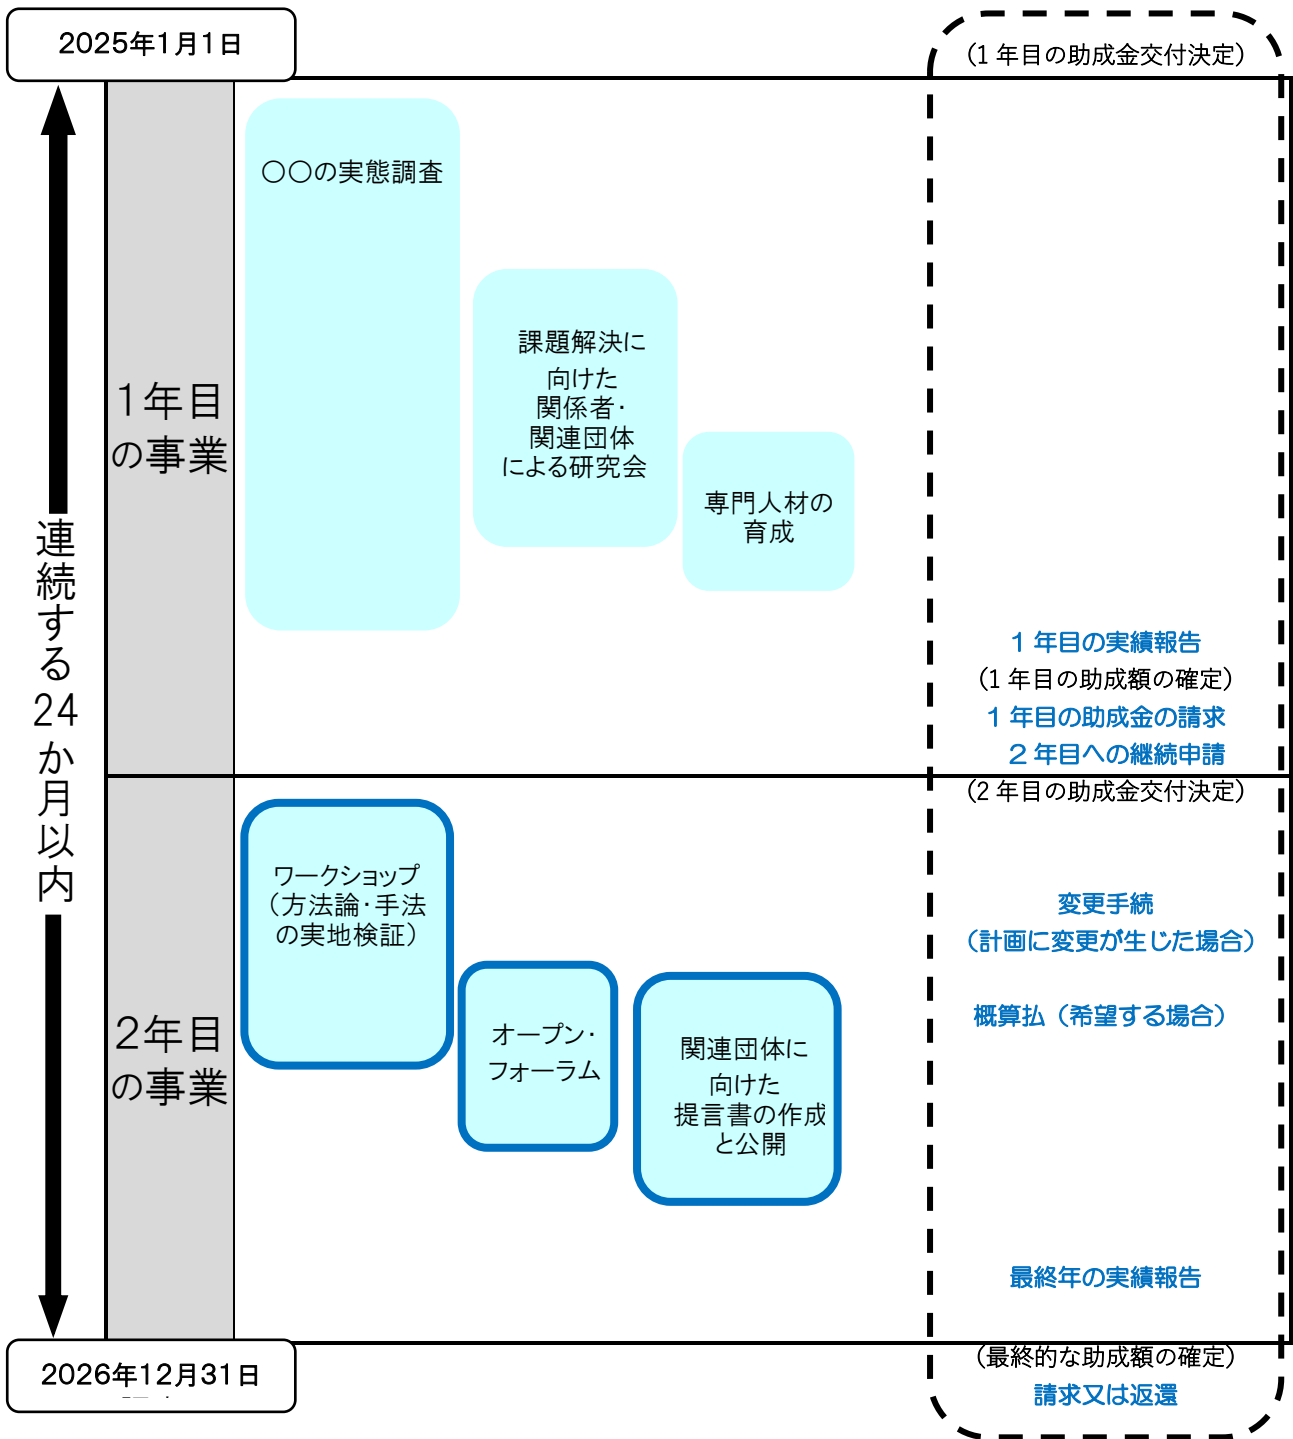 2025年1月1日
(1年目の助成金交付決定)
〇〇の実態調査
課題解決に
向けた
関係者・
関連団体
による研究会
専門人材の
育成
1年目
の事業
連続する24か月以内
1年目の実績報告
(1年目の助成額の確定)
1年目の助成金の請求
2年目への継続申請
(2年目の助成金交付決定)
ワークショップ
(方法論・手法
の実地検証)
オープン・
フォーラム
関連団体に
向けた
提言書の作成
と公開
2年目
の事業
変更手続
(計画に変更が生じた場合)
概算払(希望する場合)
最終年の実績報告
2026年12月31日
(最終的な助成額の確定)
請求又は返還